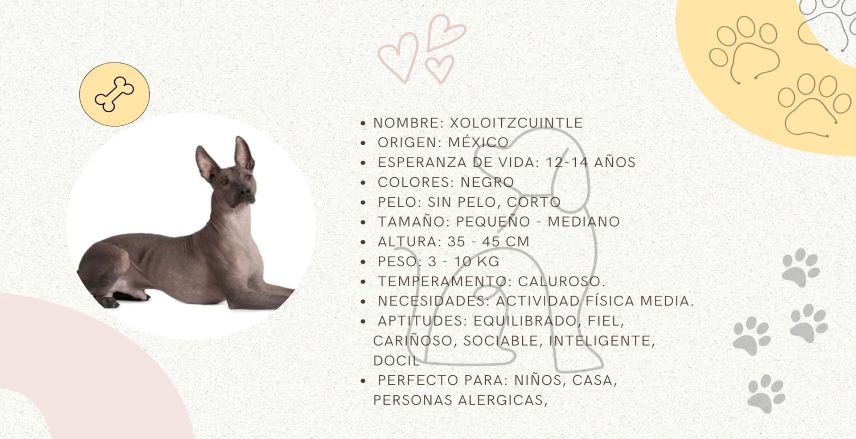 • NOMBRE: XOLOITZCUINTLE
• ORIGEN: MÉXICO
• ESPERANZA DE VIDA: 12-14 AÑOS
• COLORES: NEGRO
• PELO: SIN PELO, CORTO
• TAMAÑO: PEQUEÑO - MEDIANO
• ALTURA: 35 - 45 CM
• PESO: 3 - 10 KG
• TEMPERAMENTO: CALUROSO.
• NECESIDADES: ACTIVIDAD FÍSICA MEDIA.
• APTITUDES: EQUILIBRADO, FIEL,
CARIÑOSO, SOCIABLE, INTELIGENTE,
DOCIL
• PERFECTO PARA: NIÑOS, CASA,
PERSONAS ALERGICAS,